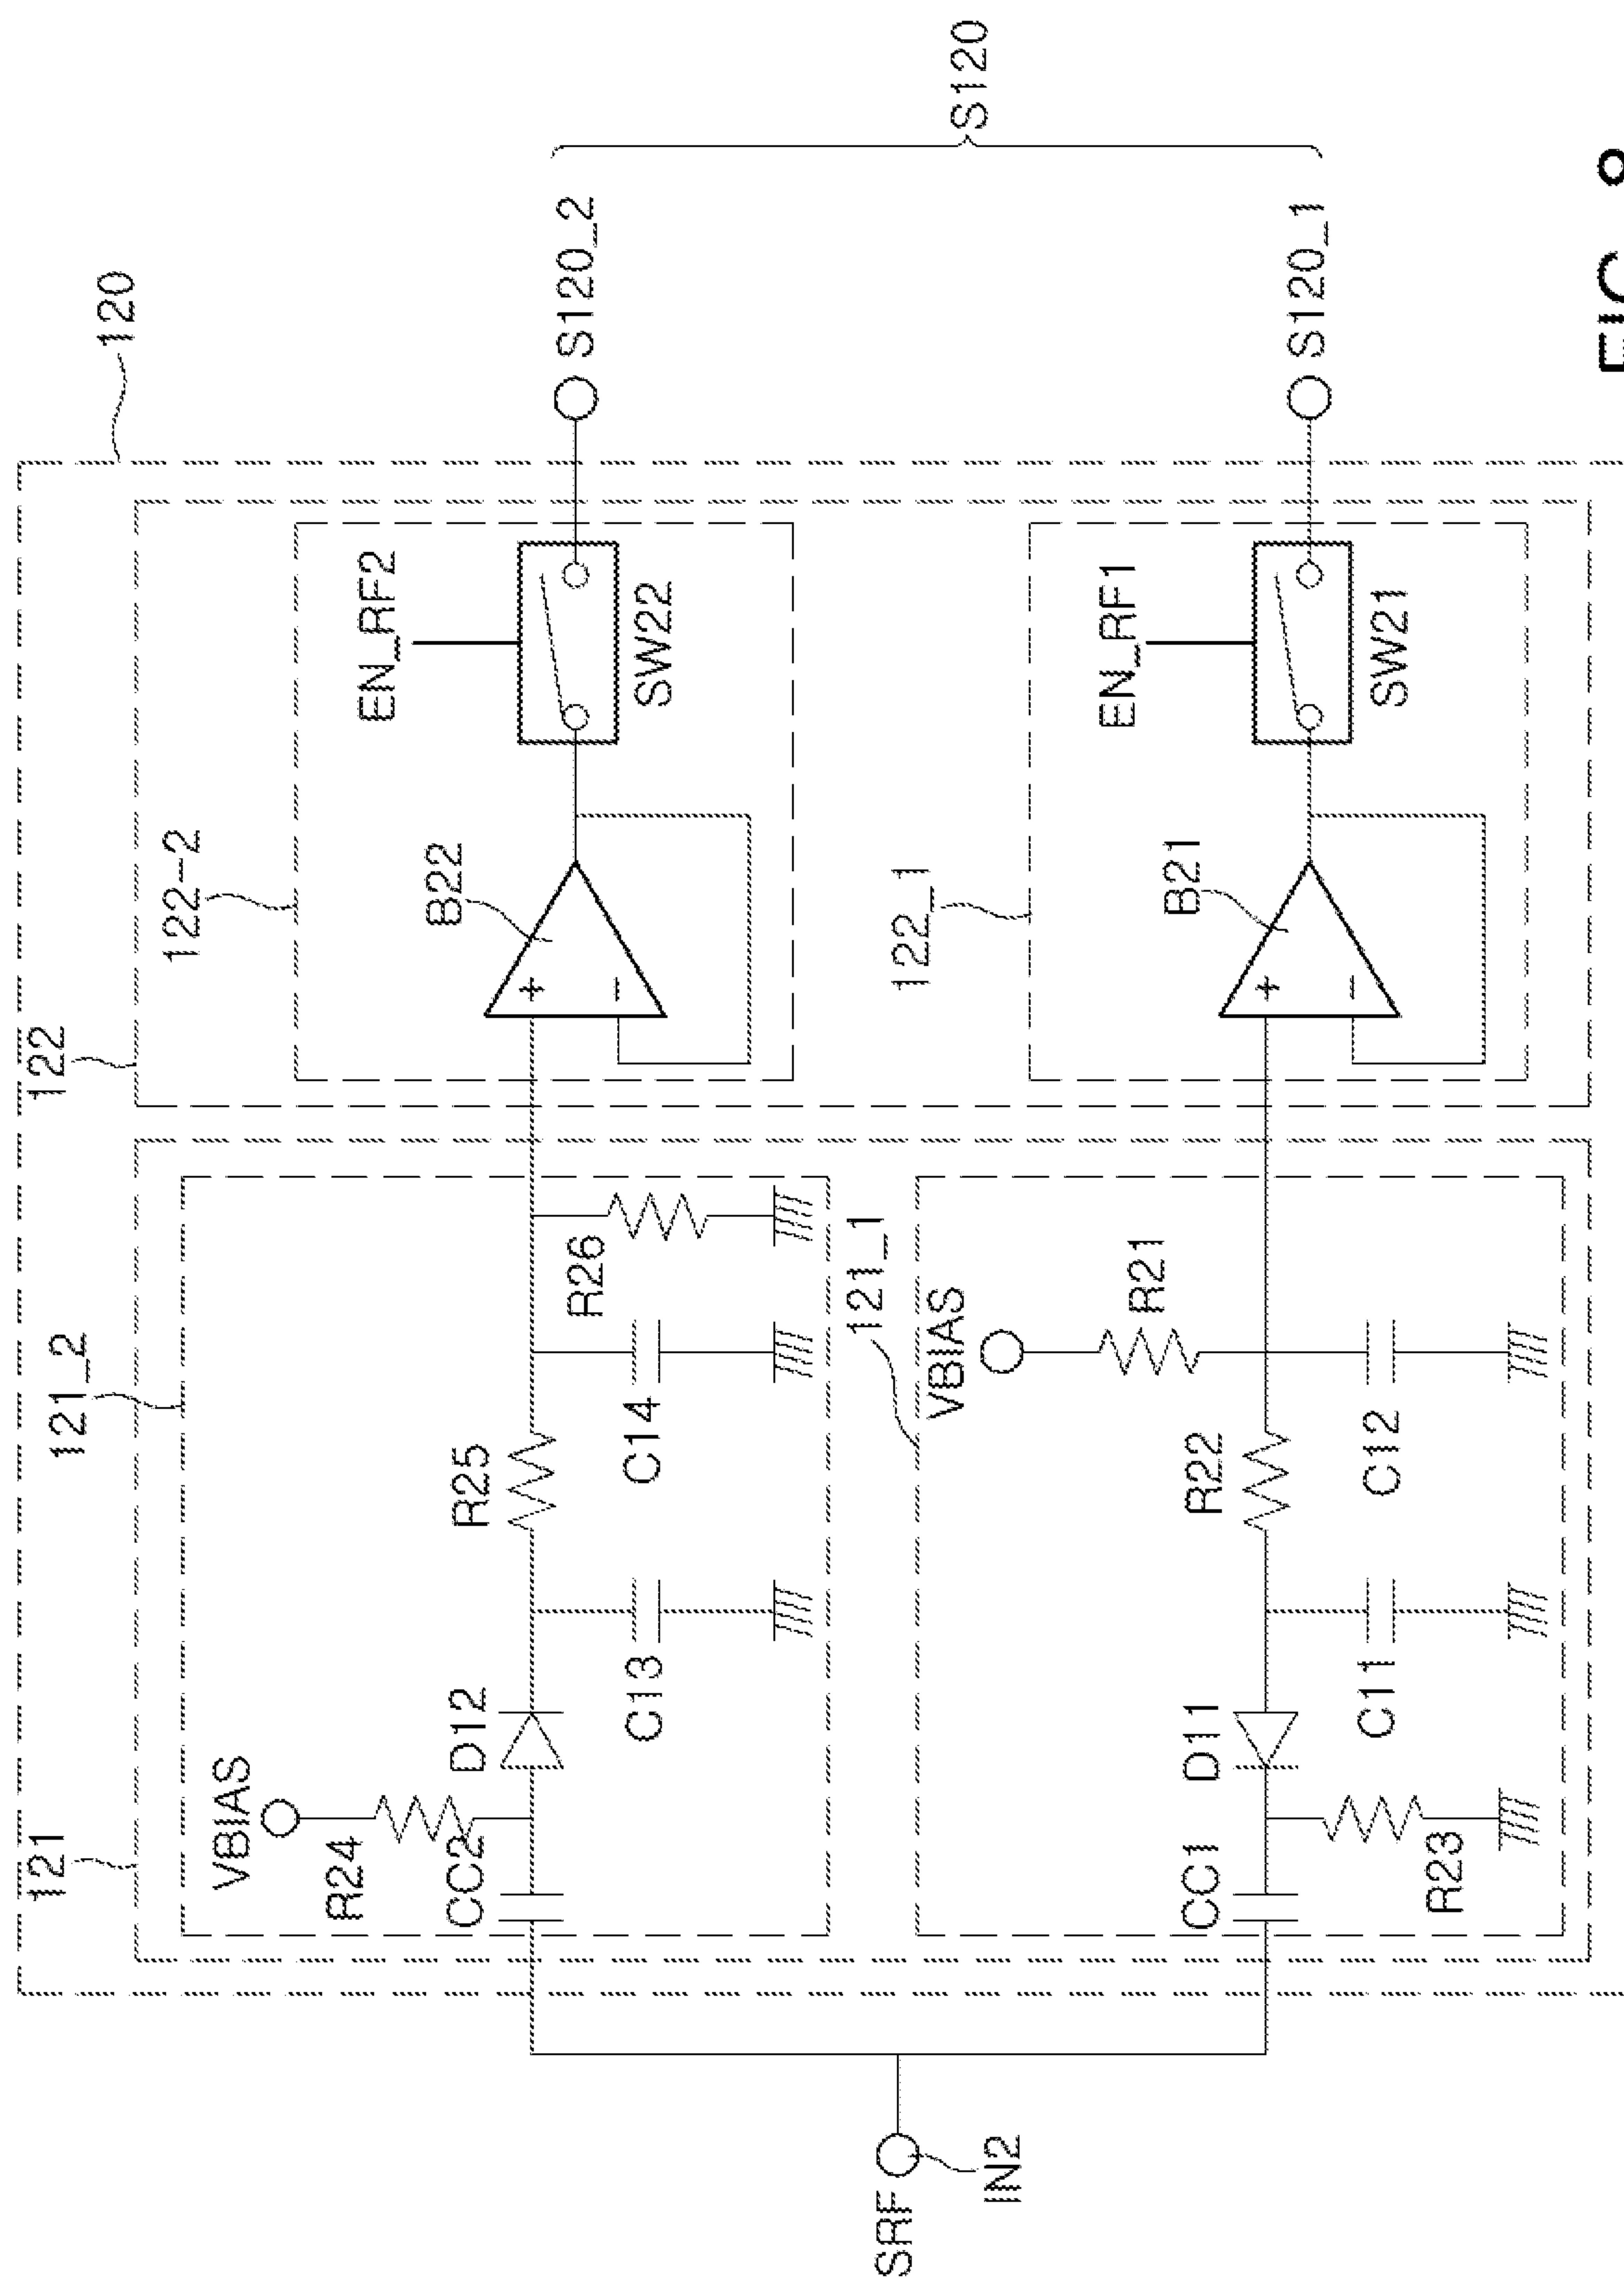 120
122
122-2
EN_RF2
B22
SW22
S120_2
121
121_2
VBIAS
R24
CC2
D12
R25
C13
C14
R26
SRF
IN2
S120
122_1
EN_RF1
B21
SW21
S120_1
121_1
VBIAS
R21
CC1
D11
R22
R23
C11
C12
+
−
+
−